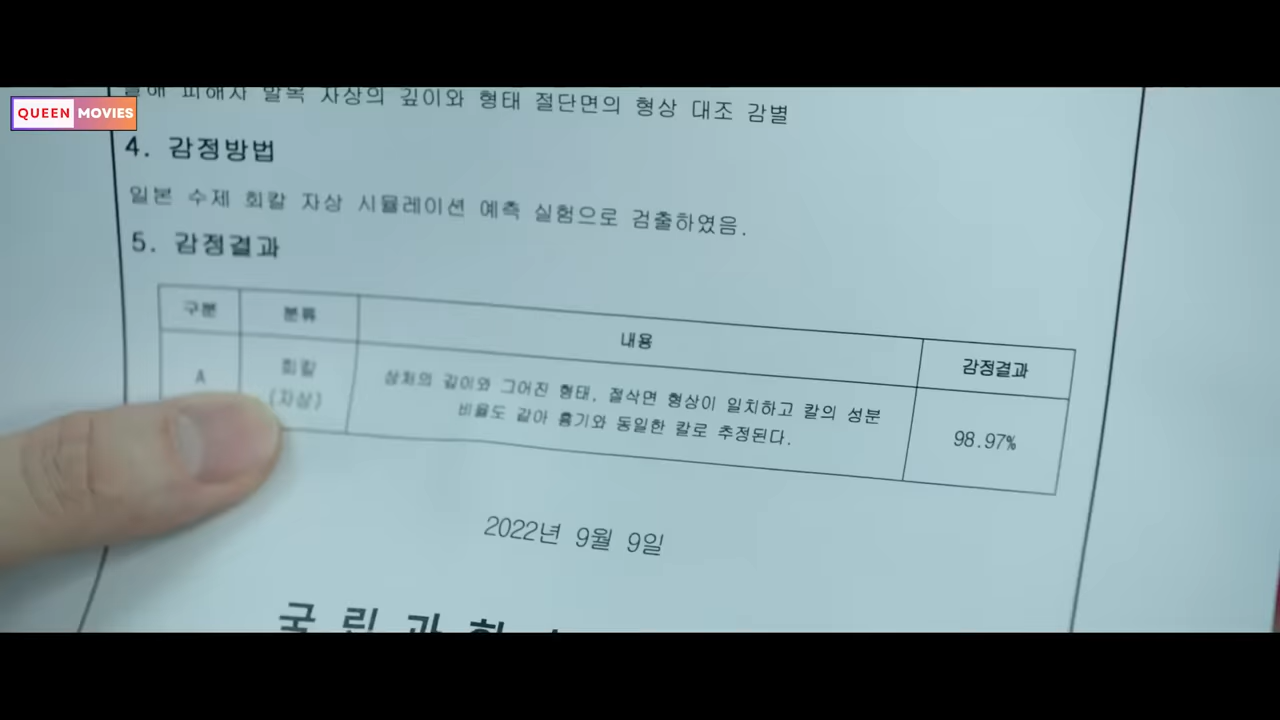 QUEEN MOVIES
피해자 발목 자상의 깊이와 형태 절단면의 형상 대조 감별
4. 감정방법
일본 수제 회칼 자상 시뮬레이션 예측 실험으로 검출하였음.
5. 감정결과
구분 분류 내용 감정결과
A 회칼 (자상) 상처의 깊이와 그어진 형태, 절삭면 형상이 일치하고 칼의 성분
비율도 같아 흉기와 동일한 칼로 추정된다. 98.97%
2022년 9월 9일
국립과학